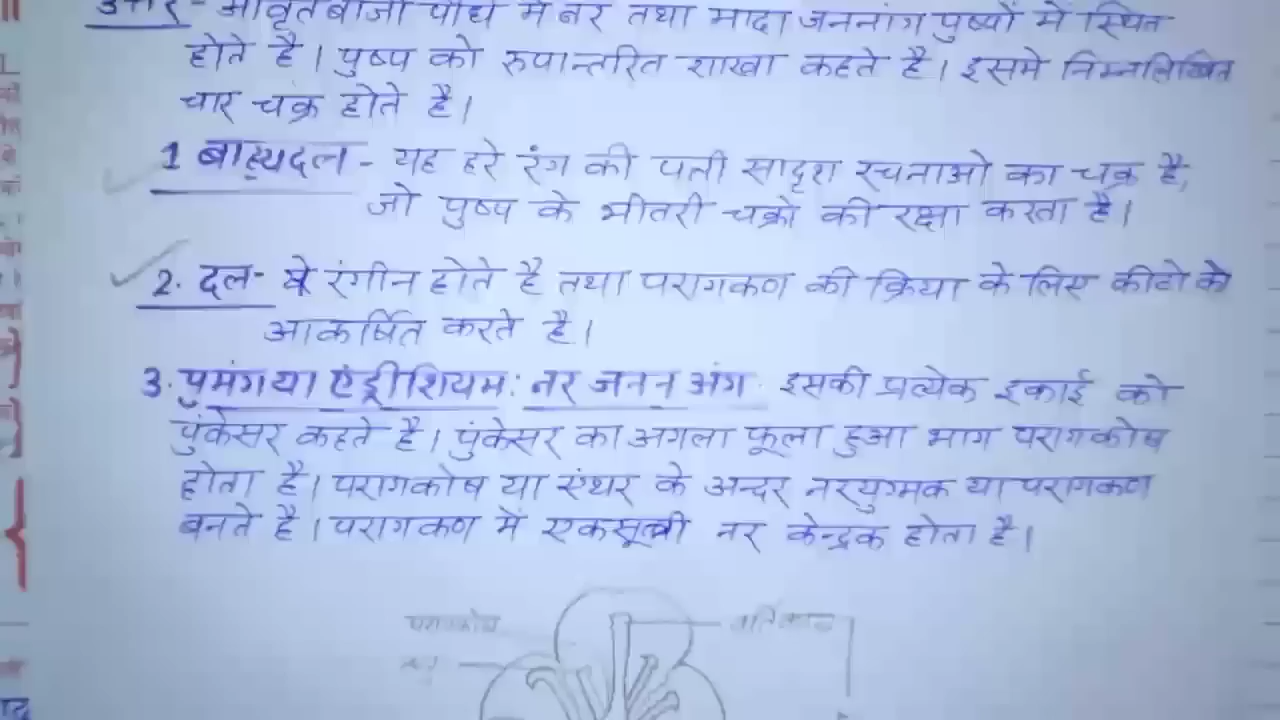 उत्तर - आवृतबीजी पौधे मे नर तथा मादा जननांग पुष्पों में स्थित
होते है। पुष्प को रुपान्तरित शाखा कहते है। इसमे निम्नलिखित
चार चक्र होते है।
1 बाह्यदल - यह हरे रंग की पत्ती सादृश रचनाओ का चक्र है,
जो पुष्प के भीतरी चक्रो की रक्षा करता है।
2. दल - ये रंगीन होते है तथा परागकण की क्रिया के लिए कीटो को
आकर्षित करते है।
3. पुमंग या एंड्रीशियम: नर जनन अंग इसकी प्रत्येक इकाई को
पुंकेसर कहते है। पुंकेसर का अगला फूला हुआ भाग परागकोष
होता है। परागकोष या एंथर के अन्दर नरयुग्मक या परागकण
बनते है। परागकण में एकसूत्री नर केन्द्रक होता है।
परागकोष वर्तिकाग्र